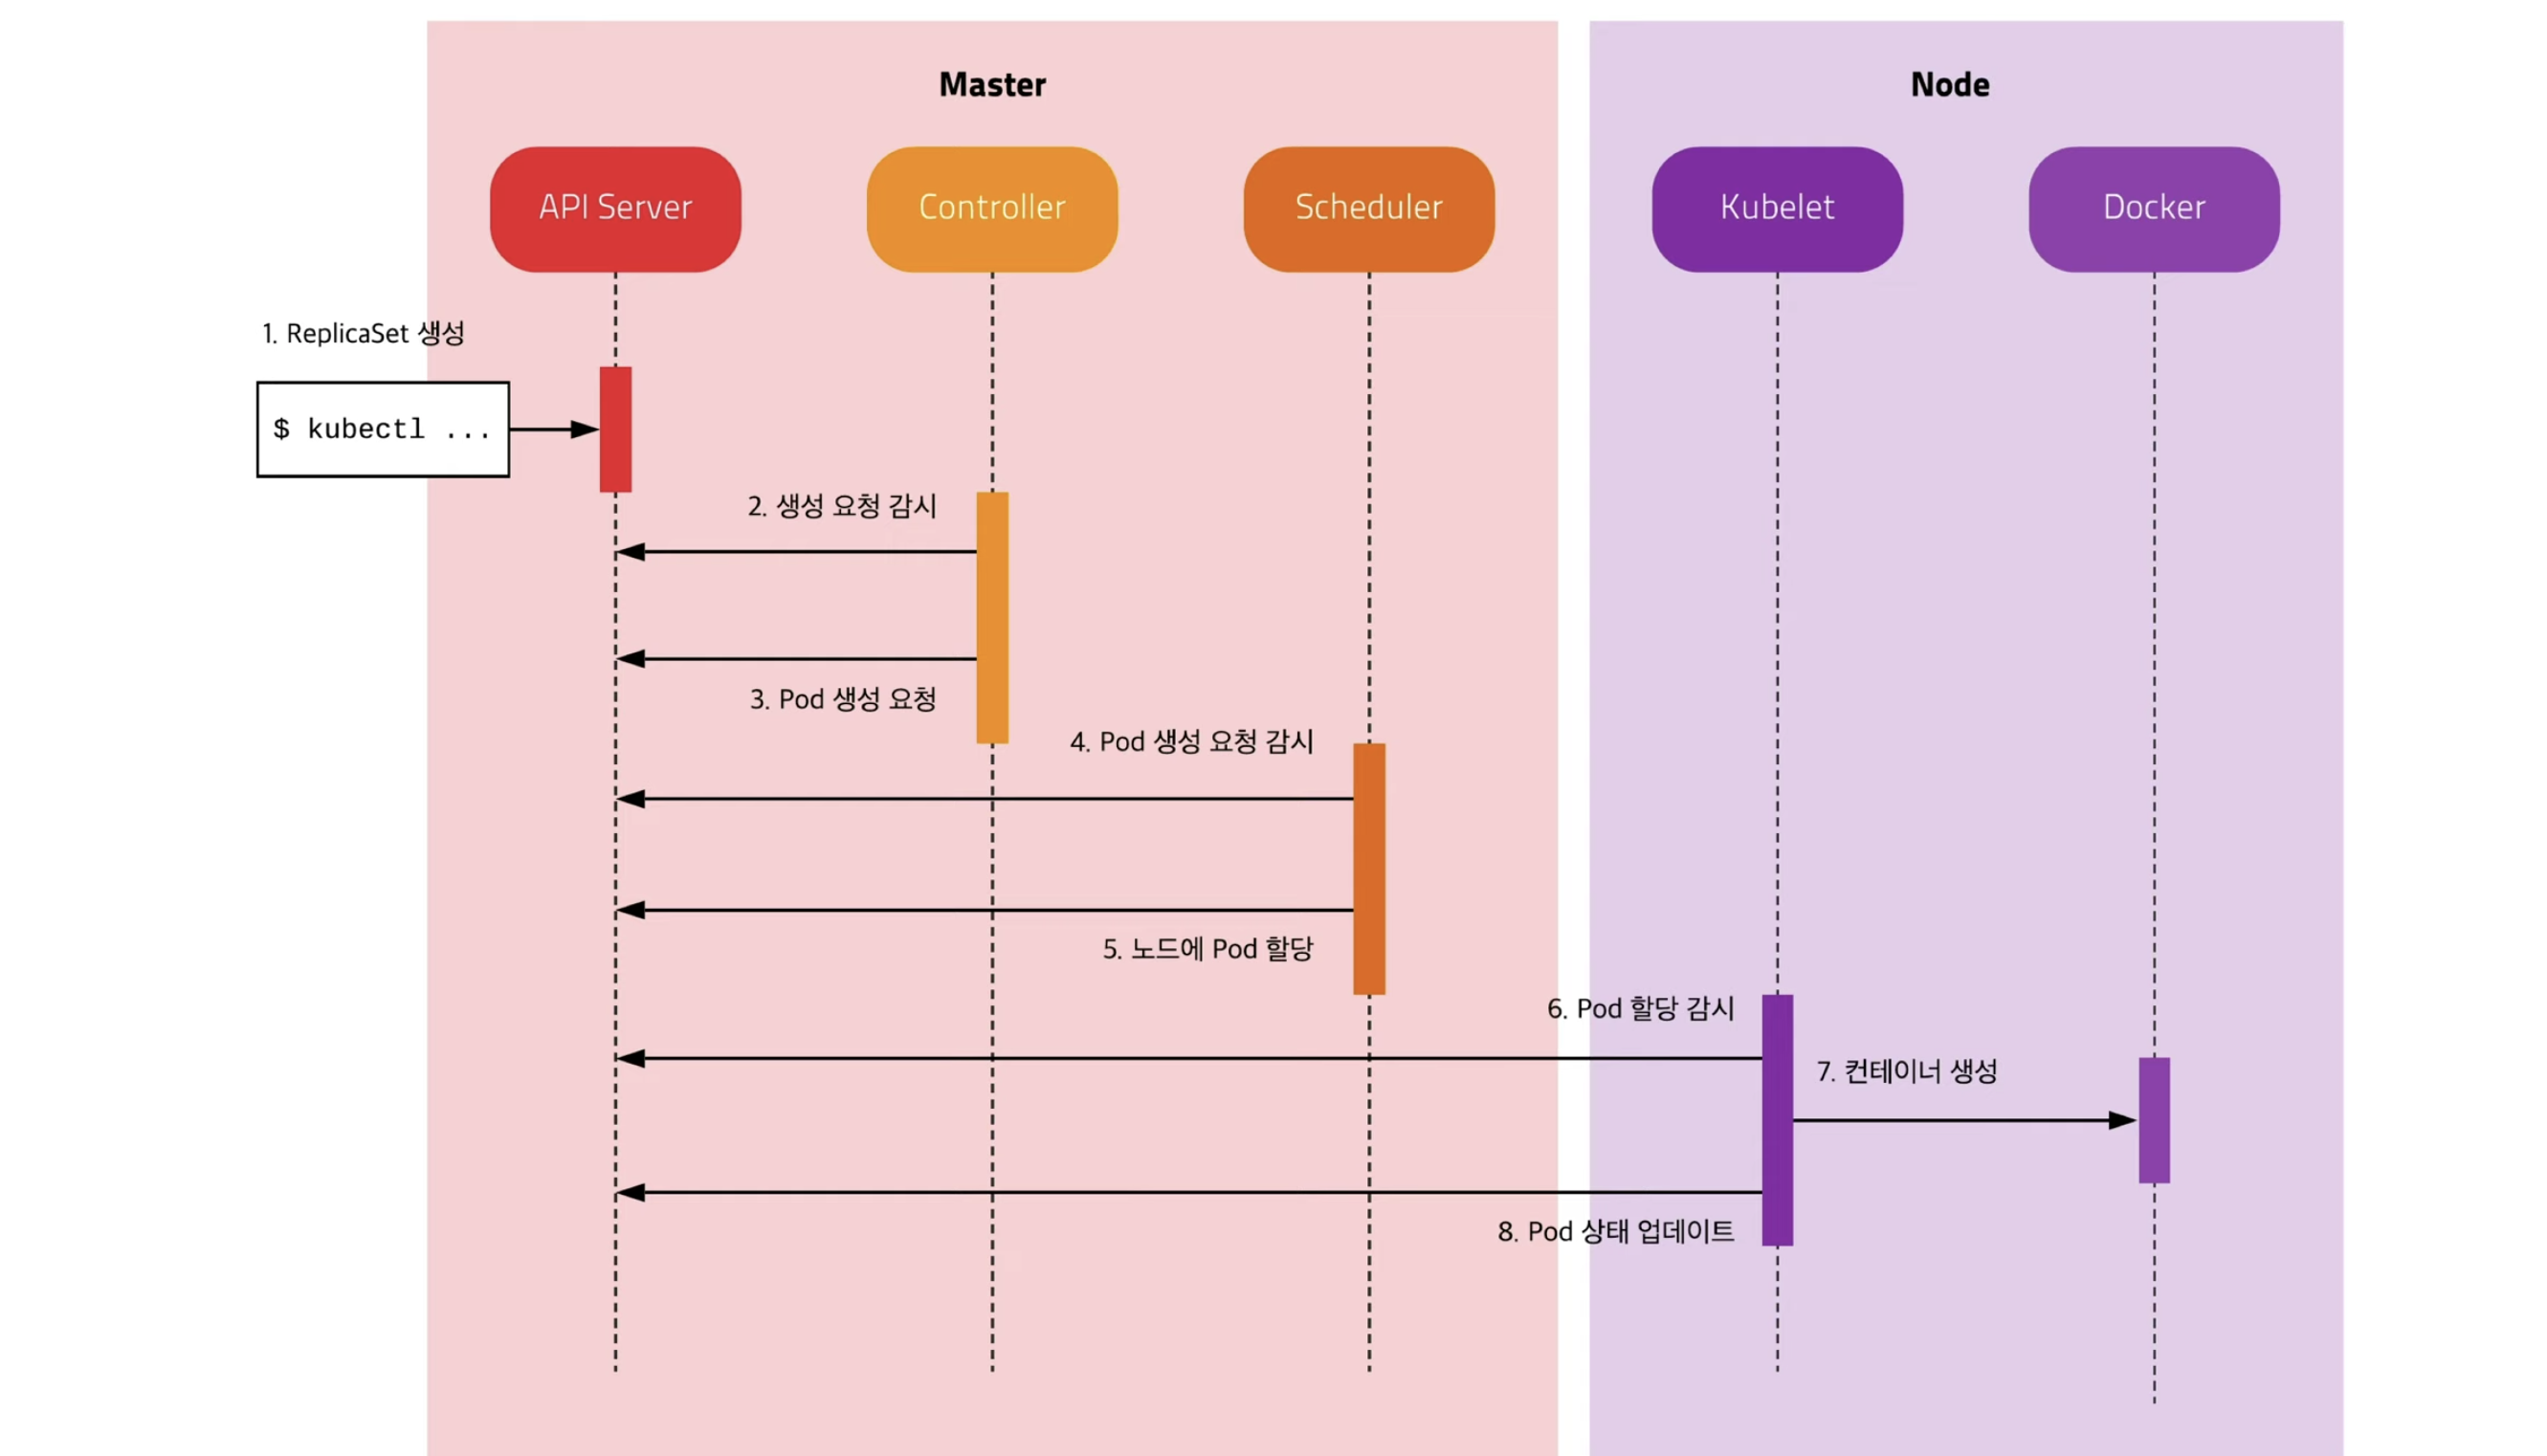 Master
Node
API Server
Controller
Scheduler
Kubelet
Docker
1. ReplicaSet 생성
$ kubectl ...
2. 생성 요청 감시
3. Pod 생성 요청
4. Pod 생성 요청 감시
5. 노드에 Pod 할당
6. Pod 할당 감시
7. 컨테이너 생성
8. Pod 상태 업데이트